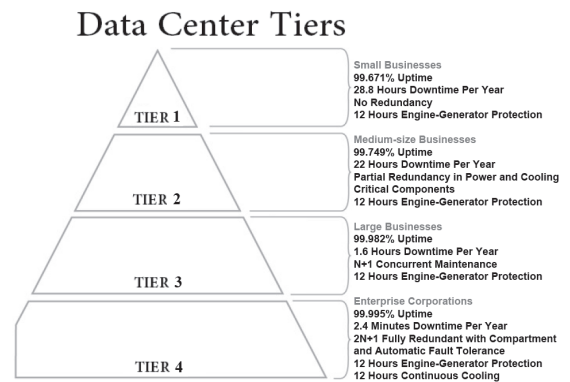 Data Center Tiers
TIER 1
Small Businesses
99.671% Uptime
28.8 Hours Downtime Per Year
No Redundancy
12 Hours Engine-Generator Protection
TIER 2
Medium-size Businesses
99.749% Uptime
22 Hours Downtime Per Year
Partial Redundancy in Power and Cooling
Critical Components
12 Hours Engine-Generator Protection
TIER 3
Large Businesses
99.982% Uptime
1.6 Hours Downtime Per Year
N+1 Concurrent Maintenance
12 Hours Engine-Generator Protection
TIER 4
Enterprise Corporations
99.995% Uptime
2.4 Minutes Downtime Per Year
2N+1 Fully Redundant with Compartment
and Automatic Fault Tolerance
12 Hours Engine-Generator Protection
12 Hours Continuous Cooling